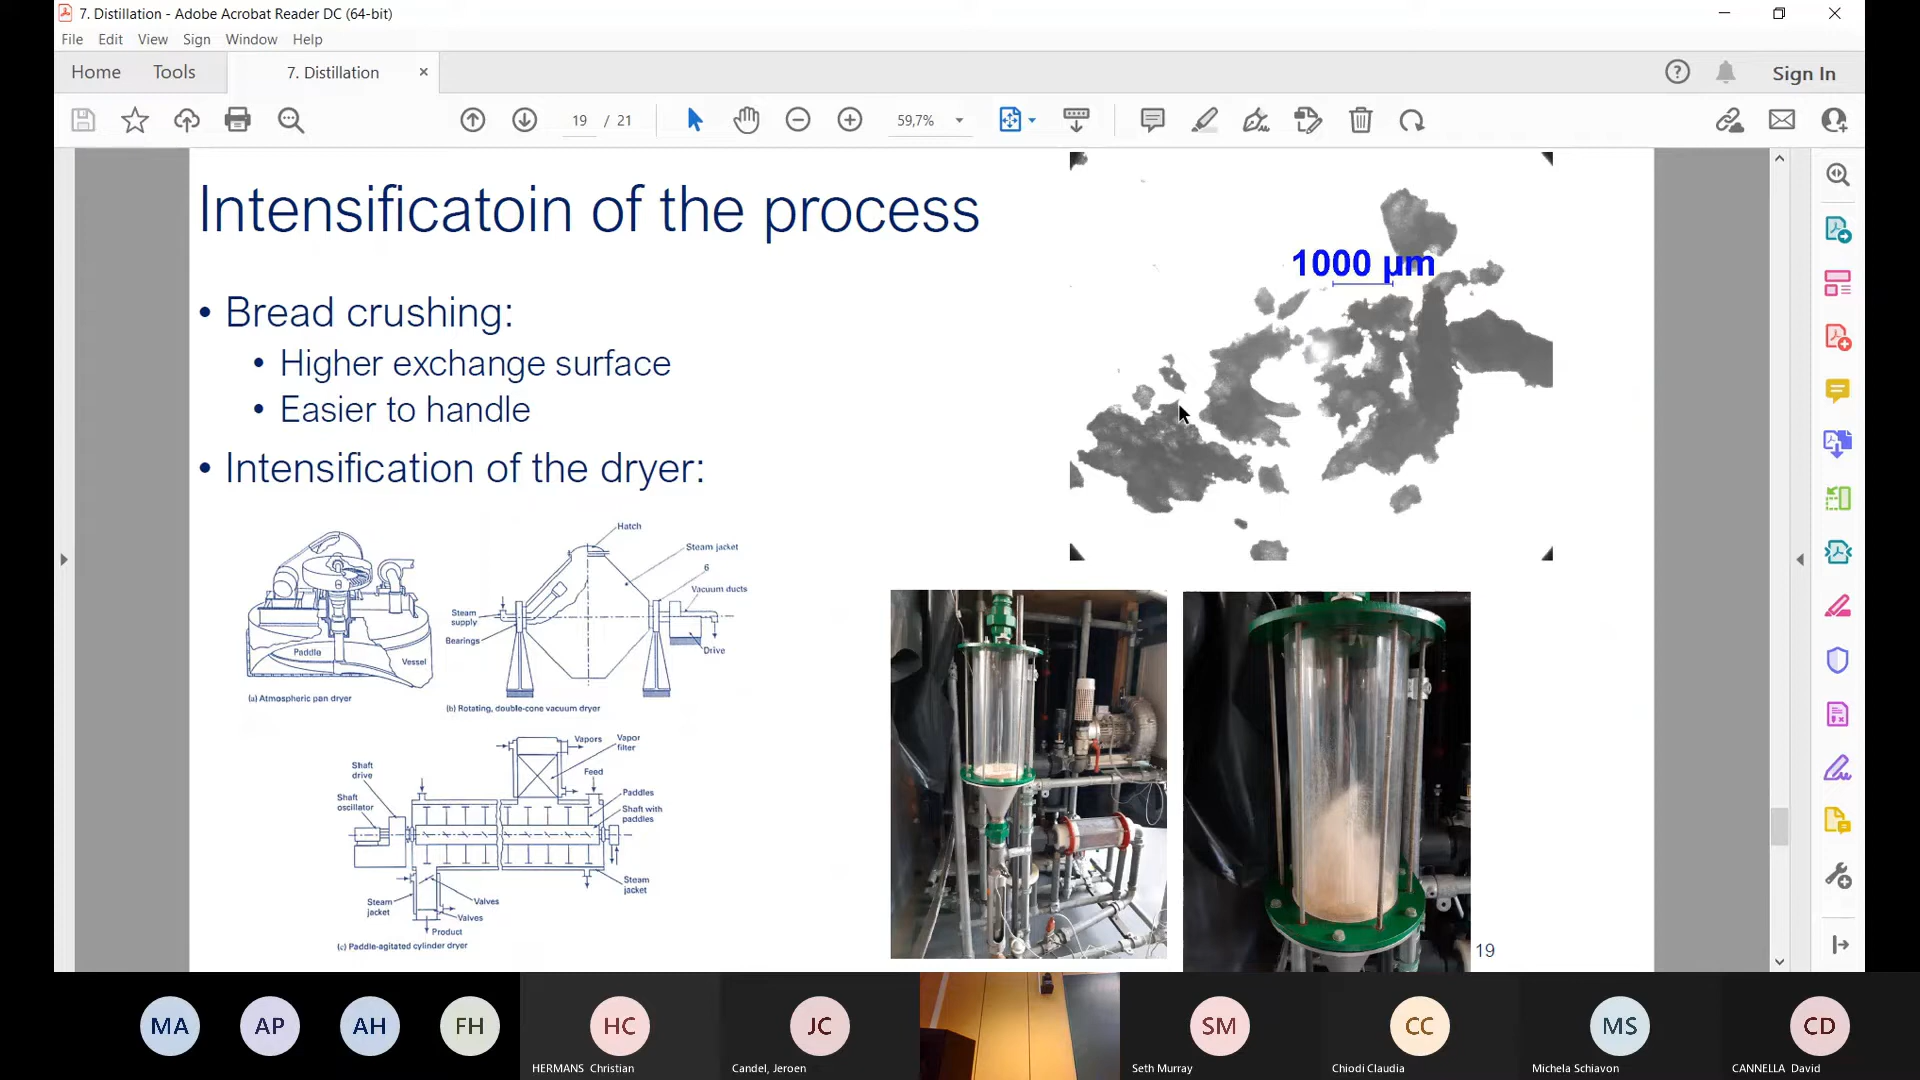 7. Distillation - Adobe Acrobat Reader DC (64-bit)
File Edit View Sign Window Help
Home Tools 7. Distillation × Sign In
19 / 21 59,7%
Intensificatoin of the process
• Bread crushing:
• Higher exchange surface
• Easier to handle
• Intensification of the dryer:
1000 µm
Paddle
Vessel
(a) Atmospheric pan dryer
Hatch
Steam jacket
6
Vacuum ducts
Steam
supply
Bearings
Drive
(b) Rotating, double-cone vacuum dryer
Vapors
Vapor
filter
Shaft
drive
Feed
Shaft
oscillator
Paddles
Shaft with
paddles
Steam
jacket
Steam
jacket
Valves
Valves
Product
(c) Paddle-agitated cylinder dryer
19
MA AP AH FH HC JC SM CC MS CD
HERMANS Christian
Candel, Jeroen
Seth Murray
Chiodi Claudia
Michela Schiavon
CANNELLA David